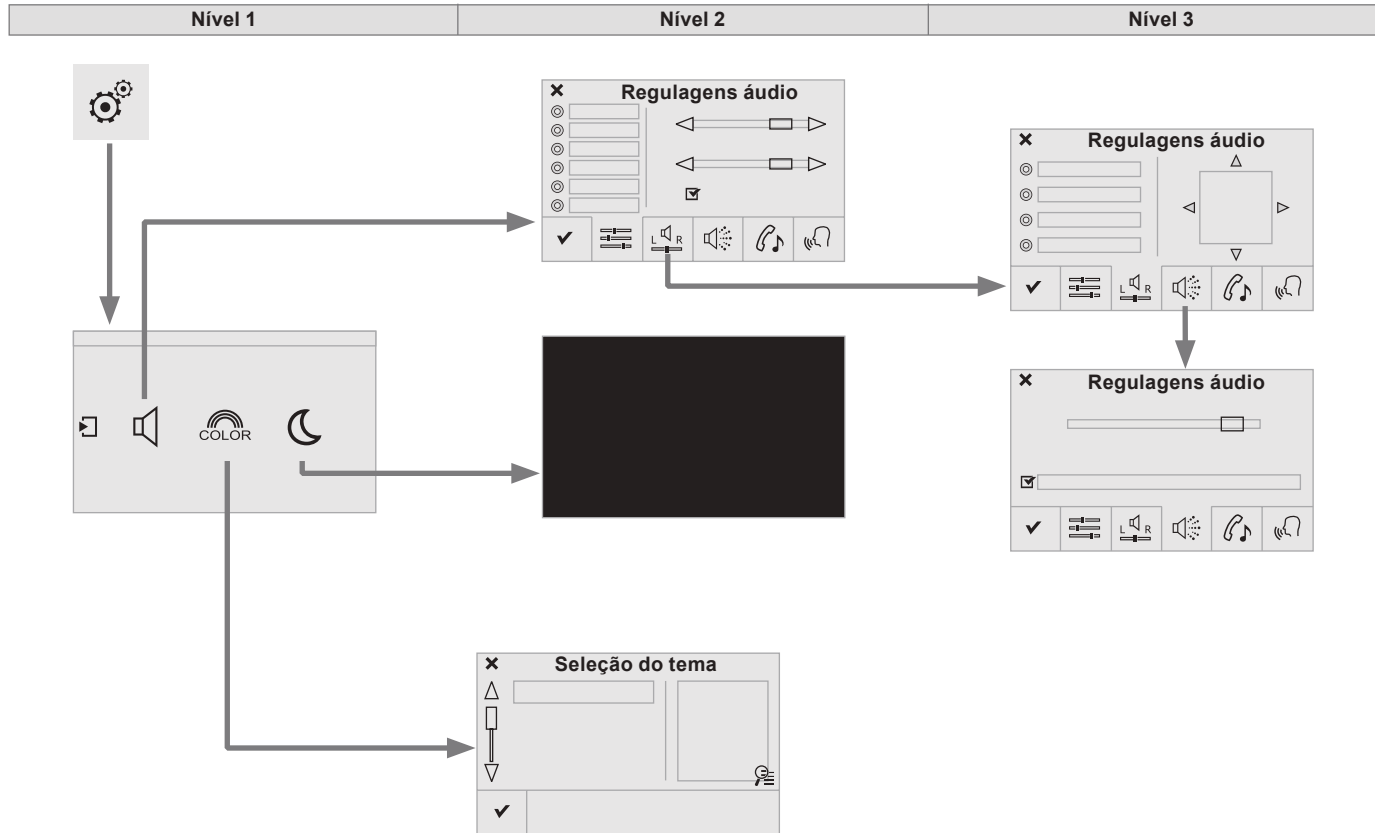 Nível 1
Nível 2
Nível 3
Regulagens áudio
L R
Regulagens áudio
L R
COLOR
Regulagens áudio
L R
Seleção do tema